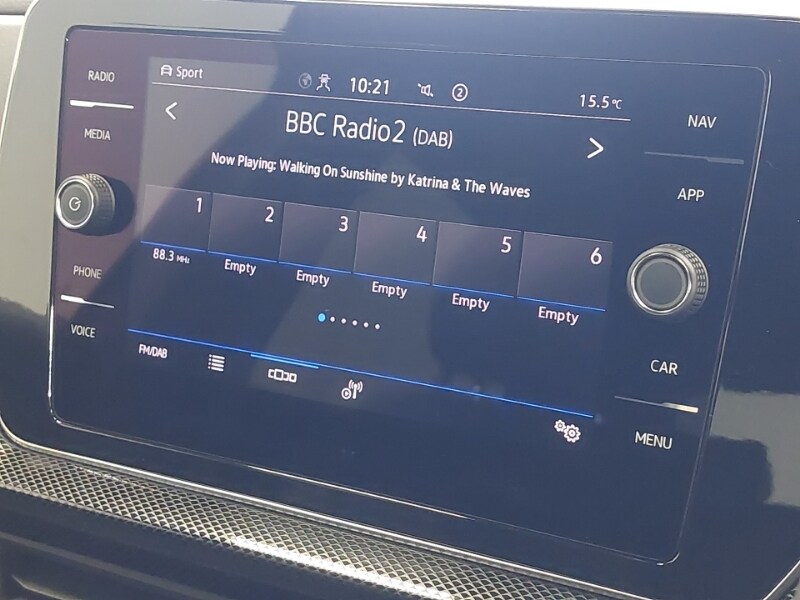 RADIO
MEDIA
PHONE
VOICE
Sport
10:21
2
15.5°C
BBC Radio2 (DAB)
Now Playing: Walking On Sunshine by Katrina & The Waves
1 2 3 4 5 6
88.3 MHz Empty Empty Empty Empty Empty
FM/DAB
NAV
APP
CAR
MENU